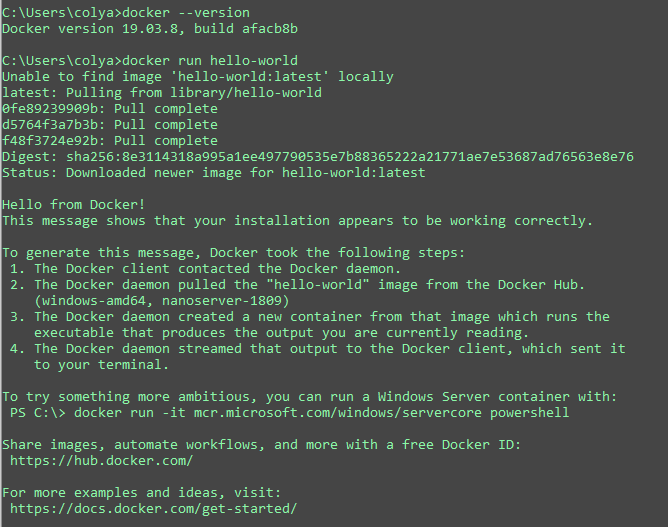 C:\Users\colya>docker --version
Docker version 19.03.8, build afacb8b
C:\Users\colya>docker run hello-world
Unable to find image 'hello-world:latest' locally
latest: Pulling from library/hello-world
0fe89239909b: Pull complete
d5764f3a7b3b: Pull complete
f48f3724e92b: Pull complete
Digest: sha256:8e3114318a995a1ee497790535e7b88365222a21771ae7e53687ad76563e8e76
Status: Downloaded newer image for hello-world:latest
Hello from Docker!
This message shows that your installation appears to be working correctly.
To generate this message, Docker took the following steps:
1. The Docker client contacted the Docker daemon.
2. The Docker daemon pulled the "hello-world" image from the Docker Hub.
(windows-amd64, nanoserver-1809)
3. The Docker daemon created a new container from that image which runs the
executable that produces the output you are currently reading.
4. The Docker daemon streamed that output to the Docker client, which sent it
to your terminal.
To try something more ambitious, you can run a Windows Server container with:
PS C:\> docker run -it mcr.microsoft.com/windows/servercore powershell
Share images, automate workflows, and more with a free Docker ID:
https://hub.docker.com/
For more examples and ideas, visit:
https://docs.docker.com/get-started/